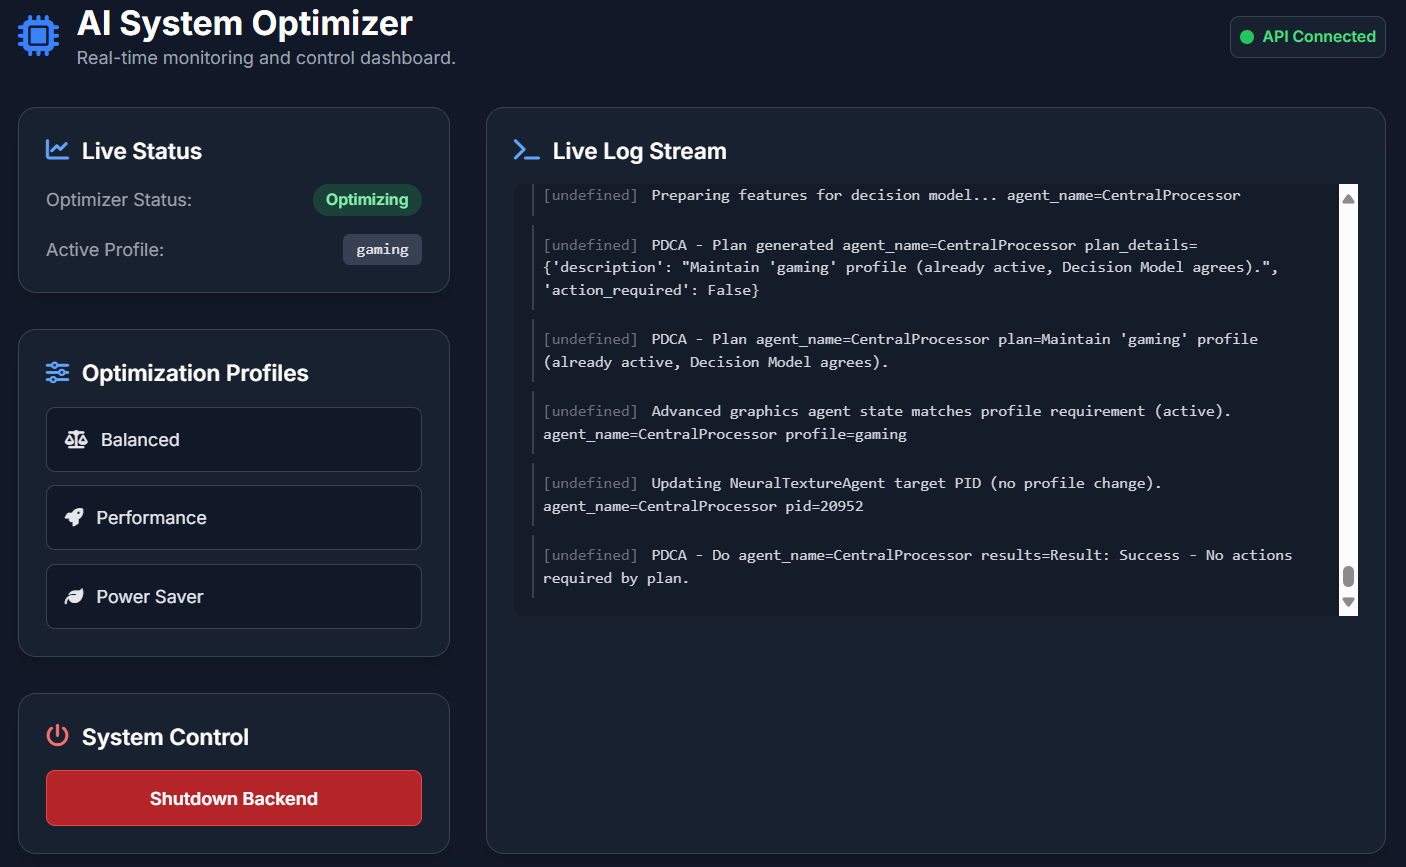 AI System Optimizer
Real-time monitoring and control dashboard.
API Connected
Live Status
Optimizer Status:
Optimizing
Active Profile:
gaming
Optimization Profiles
Balanced
Performance
Power Saver
System Control
Shutdown Backend
Live Log Stream
[undefined] Preparing features for decision model... agent_name=CentralProcessor
[undefined] PDCA - Plan generated agent_name=CentralProcessor plan_details=
{'description': "Maintain 'gaming' profile (already active, Decision Model agrees).",
'action_required': False}
[undefined] PDCA - Plan agent_name=CentralProcessor plan=Maintain 'gaming' profile
(already active, Decision Model agrees).
[undefined] Advanced graphics agent state matches profile requirement (active).
agent_name=CentralProcessor profile=gaming
[undefined] Updating NeuralTextureAgent target PID (no profile change).
agent_name=CentralProcessor pid=20952
[undefined] PDCA - Do agent_name=CentralProcessor results=Result: Success - No actions
required by plan.